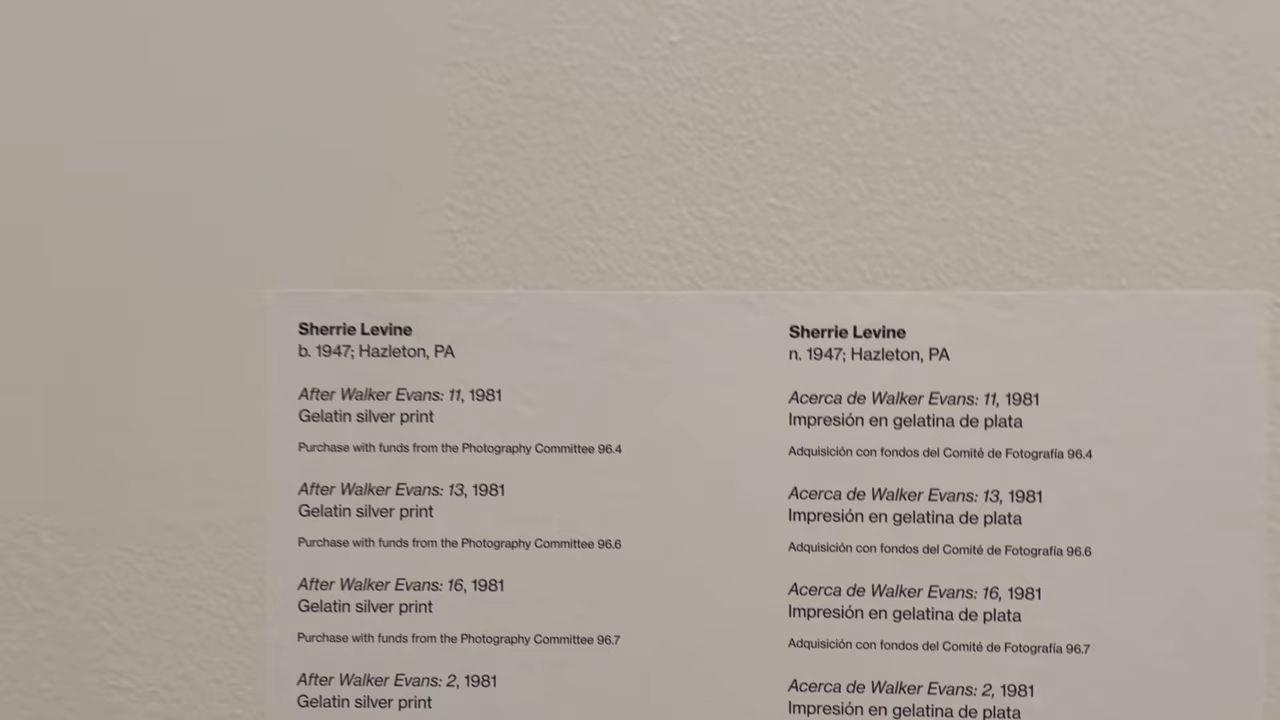 Sherrie Levine
b. 1947; Hazleton, PA
After Walker Evans: 11, 1981
Gelatin silver print
Purchase with funds from the Photography Committee 96.4
After Walker Evans: 13, 1981
Gelatin silver print
Purchase with funds from the Photography Committee 96.6
After Walker Evans: 16, 1981
Gelatin silver print
Purchase with funds from the Photography Committee 96.7
After Walker Evans: 2, 1981
Gelatin silver print
Sherrie Levine
n. 1947; Hazleton, PA
Acerca de Walker Evans: 11, 1981
Impresión en gelatina de plata
Adquisición con fondos del Comité de Fotografía 96.4
Acerca de Walker Evans: 13, 1981
Impresión en gelatina de plata
Adquisición con fondos del Comité de Fotografía 96.6
Acerca de Walker Evans: 16, 1981
Impresión en gelatina de plata
Adquisición con fondos del Comité de Fotografía 96.7
Acerca de Walker Evans: 2, 1981
Impresión en gelatina de plata